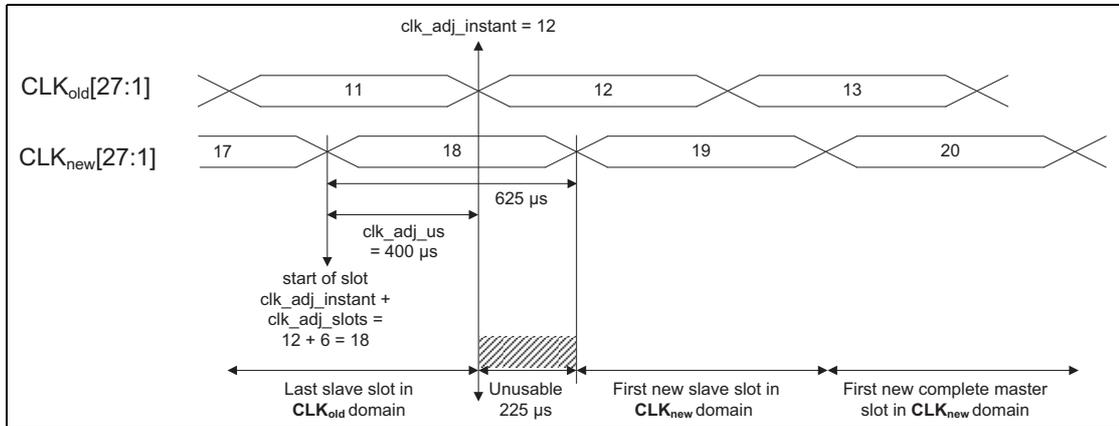 clk_adj_instant = 12
CLKold[27:1]
11
12
13
CLKnew[27:1]
17
18
19
20
625 µs
clk_adj_us
= 400 µs
start of slot
clk_adj_instant +
clk_adj_slots =
12 + 6 = 18
Last slave slot in
CLKold domain
Unusable
225 µs
First new slave slot in
CLKnew domain
First new complete master
slot in CLKnew domain